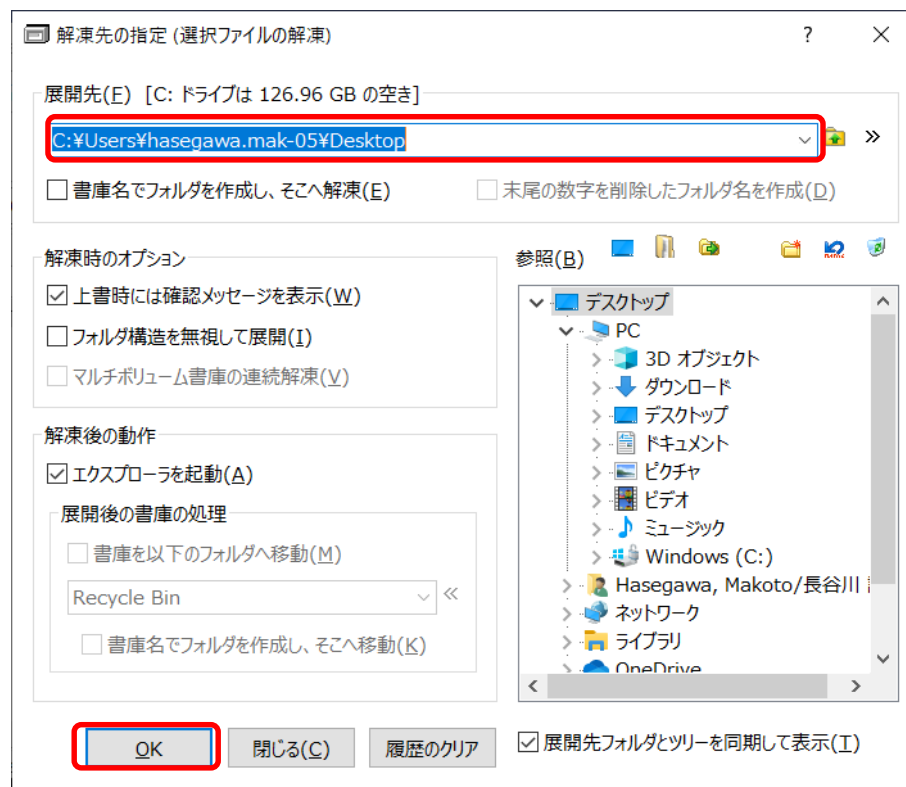 解凍先の指定 (選択ファイルの解凍)
展開先(F) [C: ドライブは 126.96 GB の空き]
C:¥Users¥hasegawa.mak-05¥Desktop
書庫名でフォルダを作成し、そこへ解凍(E)
末尾の数字を削除したフォルダ名を作成(D)
解凍時のオプション
上書時には確認メッセージを表示(W)
フォルダ構造を無視して展開(I)
マルチボリューム書庫の連続解凍(V)
解凍後の動作
エクスプローラを起動(A)
展開後の書庫の処理
書庫を以下のフォルダへ移動(M)
Recycle Bin
書庫名でフォルダを作成し、そこへ移動(K)
参照(B)
デスクトップ
PC
3D オブジェクト
ダウンロード
デスクトップ
ドキュメント
ピクチャ
ビデオ
ミュージック
Windows (C:)
Hasegawa, Makoto/長谷川
ネットワーク
ライブラリ
OneDrive
OK
閉じる(C)
履歴のクリア
展開先フォルダとツリーを同期して表示(T)